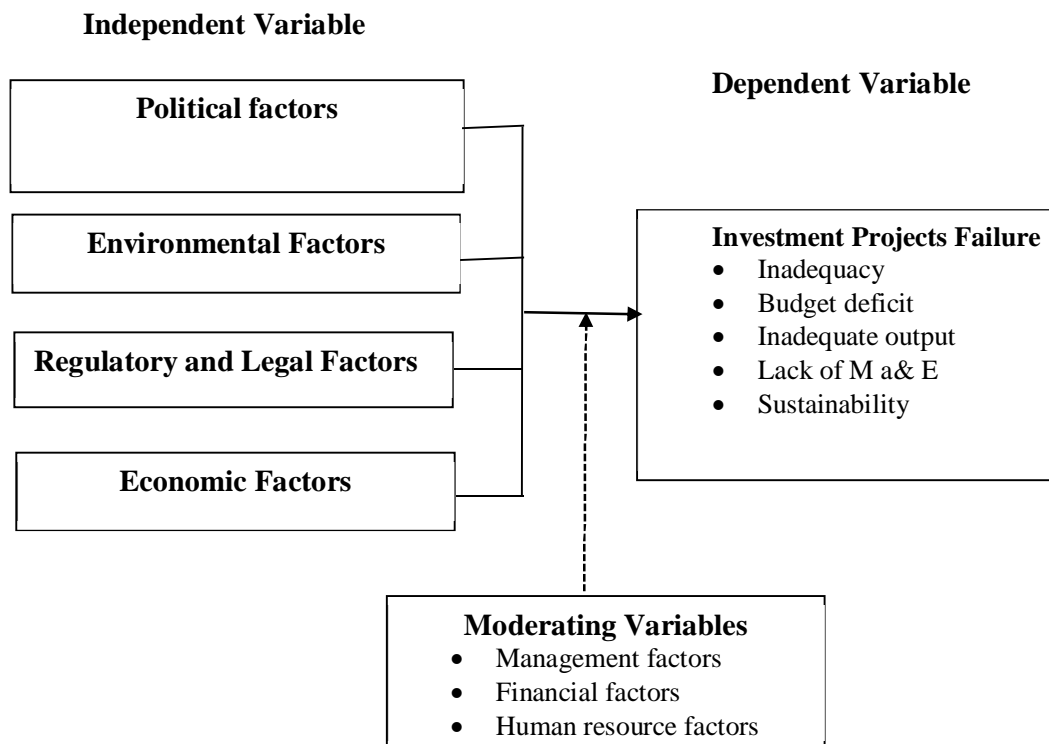 Independent Variable
Political factors
Environmental Factors
Regulatory and Legal Factors
Economic Factors
Dependent Variable
Investment Projects Failure
• Inadequacy
• Budget deficit
• Inadequate output
• Lack of M a& E
• Sustainability
Moderating Variables
• Management factors
• Financial factors
• Human resource factors